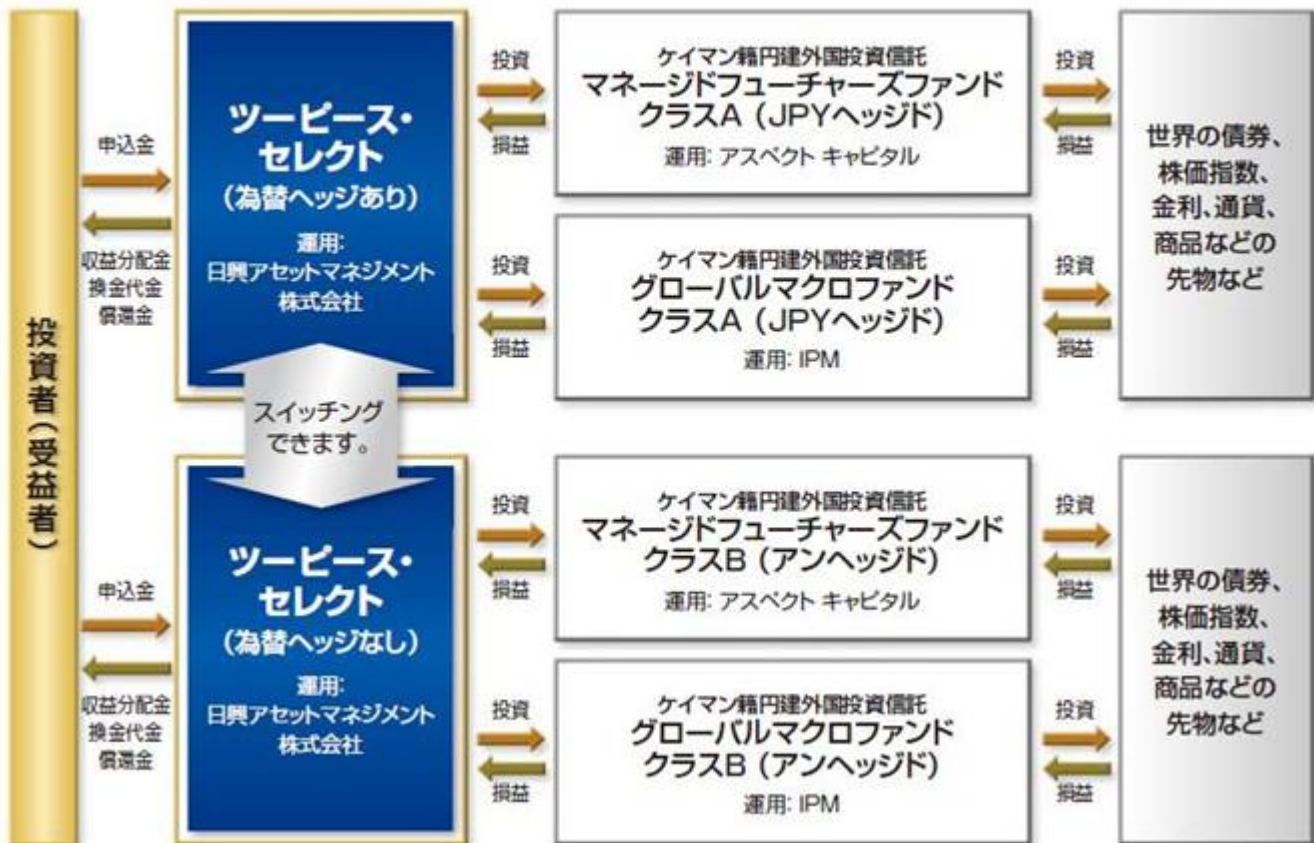 投資者（受益者）
申込金
収益分配金
換金代金
償還金
ツーピース・
セレクト
（為替ヘッジあり）
運用：
日興アセットマネジメント
株式会社
投資
損益
ケイマン籍円建外国投資信託
マネージドフューチャーズファンド
クラスA（JPYヘッジド）
運用：アスペクト キャピタル
投資
損益
投資
損益
ケイマン籍円建外国投資信託
グローバルマクロファンド
クラスA（JPYヘッジド）
運用：IPM
投資
損益
世界の債券、
株価指数、
金利、通貨、
商品などの
先物など
スイッチング
できます。
申込金
収益分配金
換金代金
償還金
ツーピース・
セレクト
（為替ヘッジなし）
運用：
日興アセットマネジメント
株式会社
投資
損益
ケイマン籍円建外国投資信託
マネージドフューチャーズファンド
クラスB（アンヘッジド）
運用：アスペクト キャピタル
投資
損益
投資
損益
ケイマン籍円建外国投資信託
グローバルマクロファンド
クラスB（アンヘッジド）
運用：IPM
投資
損益
世界の債券、
株価指数、
金利、通貨、
商品などの
先物など